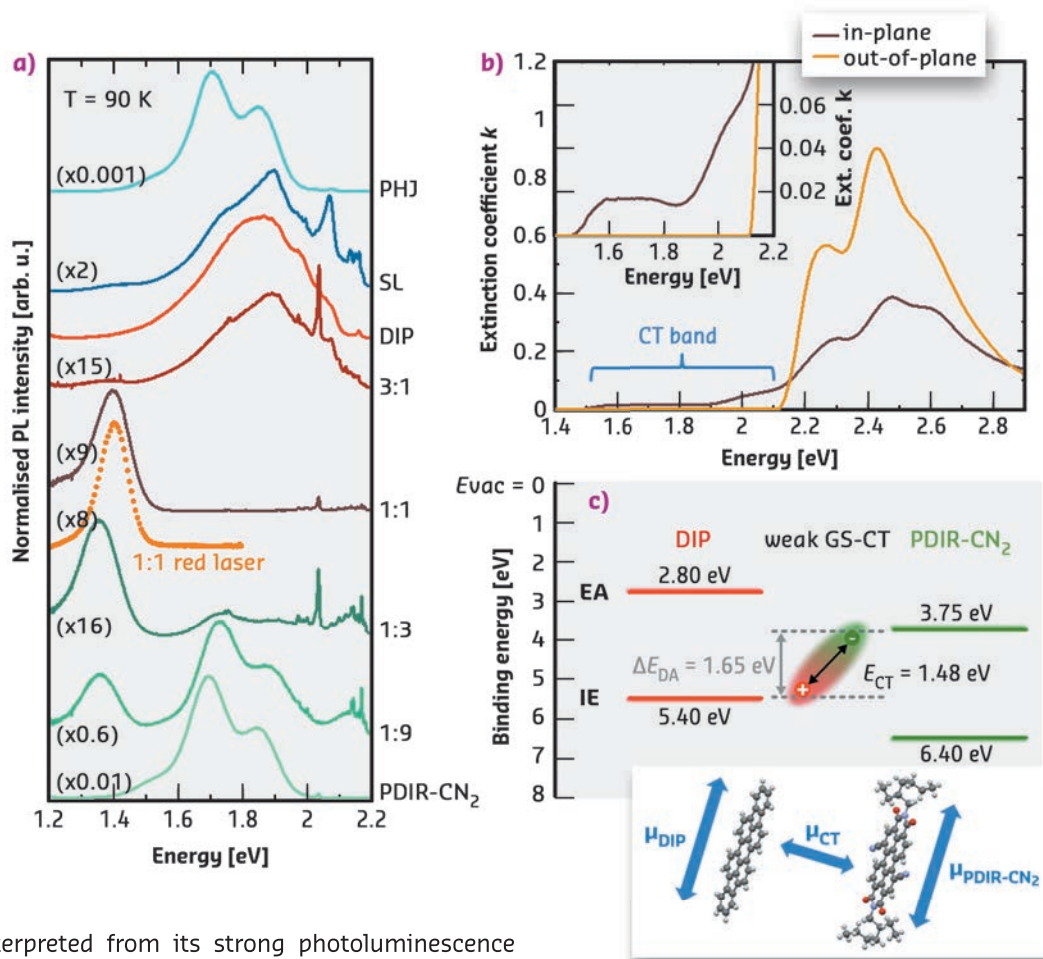 a)
T = 90 K
(x0.001)
PHJ
(x2)
SL
DIP
(x15)
3:1
(x9)
1:1
(x8)
1:1 red laser
(x16)
1:3
(x0.6)
1:9
(x0.01)
PDIR-CN₂
Normalised PL intensity [arb. u.]
1.2 1.4 1.6 1.8 2 2.2
Energy [eV]
b)
in-plane
out-of-plane
Extinction coefficient k
1.2
1
0.8
0.6
0.4
0.2
0
0.06
0.04
0.02
Ext. coef. k
1.6 1.8 2 2.2
Energy [eV]
CT band
1.4 1.6 1.8 2 2.2 2.4 2.6 2.8
Energy [eV]
c)
Evac = 0
1
2
3
4
5
6
7
8
Binding energy [eV]
DIP weak GS-CT PDIR-CN₂
EA
2.80 eV
3.75 eV
ΔE_DA = 1.65 eV
E_CT = 1.48 eV
- 
+
IE
5.40 eV
6.40 eV
μ_DIP
μ_CT
μ_PDIR-CN₂
terpreted from its strong photoluminescence